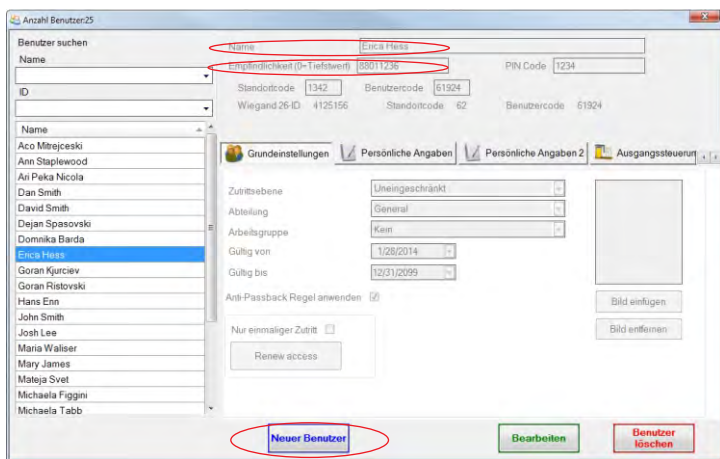 Anzahl Benutzer:25
Benutzer suchen
Name
ID
Name
Aco Mitrejceski
Ann Staplewood
Ari Peka Nicola
Dan Smith
David Smith
Dejan Spasovski
Domnika Barda
Erica Hess
Goran Kjurciev
Goran Ristovski
Hans Enn
John Smith
Josh Lee
Maria Waliser
Mary James
Mateja Svet
Michaela Figgini
Michaela Tabb
Name Erica Hess
Empfindlichkeit (0=Tiefstwert) 88011236 PIN Code 1234
Standortcode 1342 Benutzercode 61924
Wiegand 26-ID 4125156 Standortcode 62 Benutzercode 61924
Grundeinstellungen Persönliche Angaben Persönliche Angaben 2 Ausgangssteuerun
Zutrittsebene Uneingeschränkt
Abteilung General
Arbeitsgruppe Kein
Gültig von 1/28/2014
Gültig bis 12/31/2099
Anti-Passback Regel anwenden
Nur einmaliger Zutritt
Renew access
Bild einfügen
Bild entfernen
Neuer Benutzer Bearbeiten Benutzer
löschen